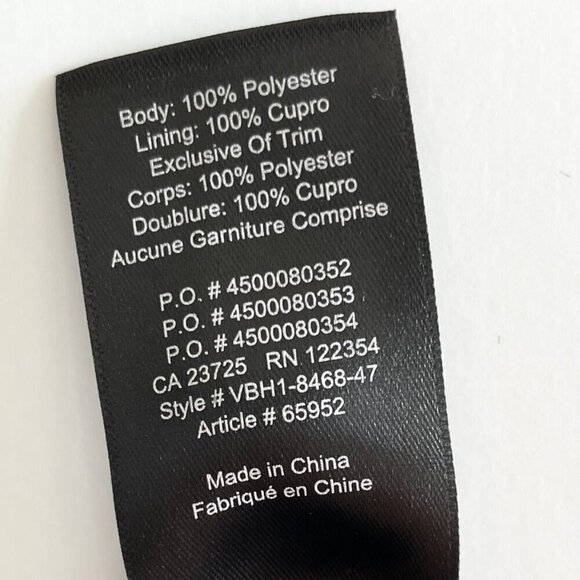 Body: 100% Polyester
Lining: 100% Cupro
Exclusive Of Trim
Corps: 100% Polyester
Doublure: 100% Cupro
Aucune Garniture Comprise
P.O. # 4500080352
P.O. # 4500080353
P.O. # 4500080354
CA 23725 RN 122354
Style # VBH1-8468-47
Article # 65952
Made in China
Fabriqué en Chine